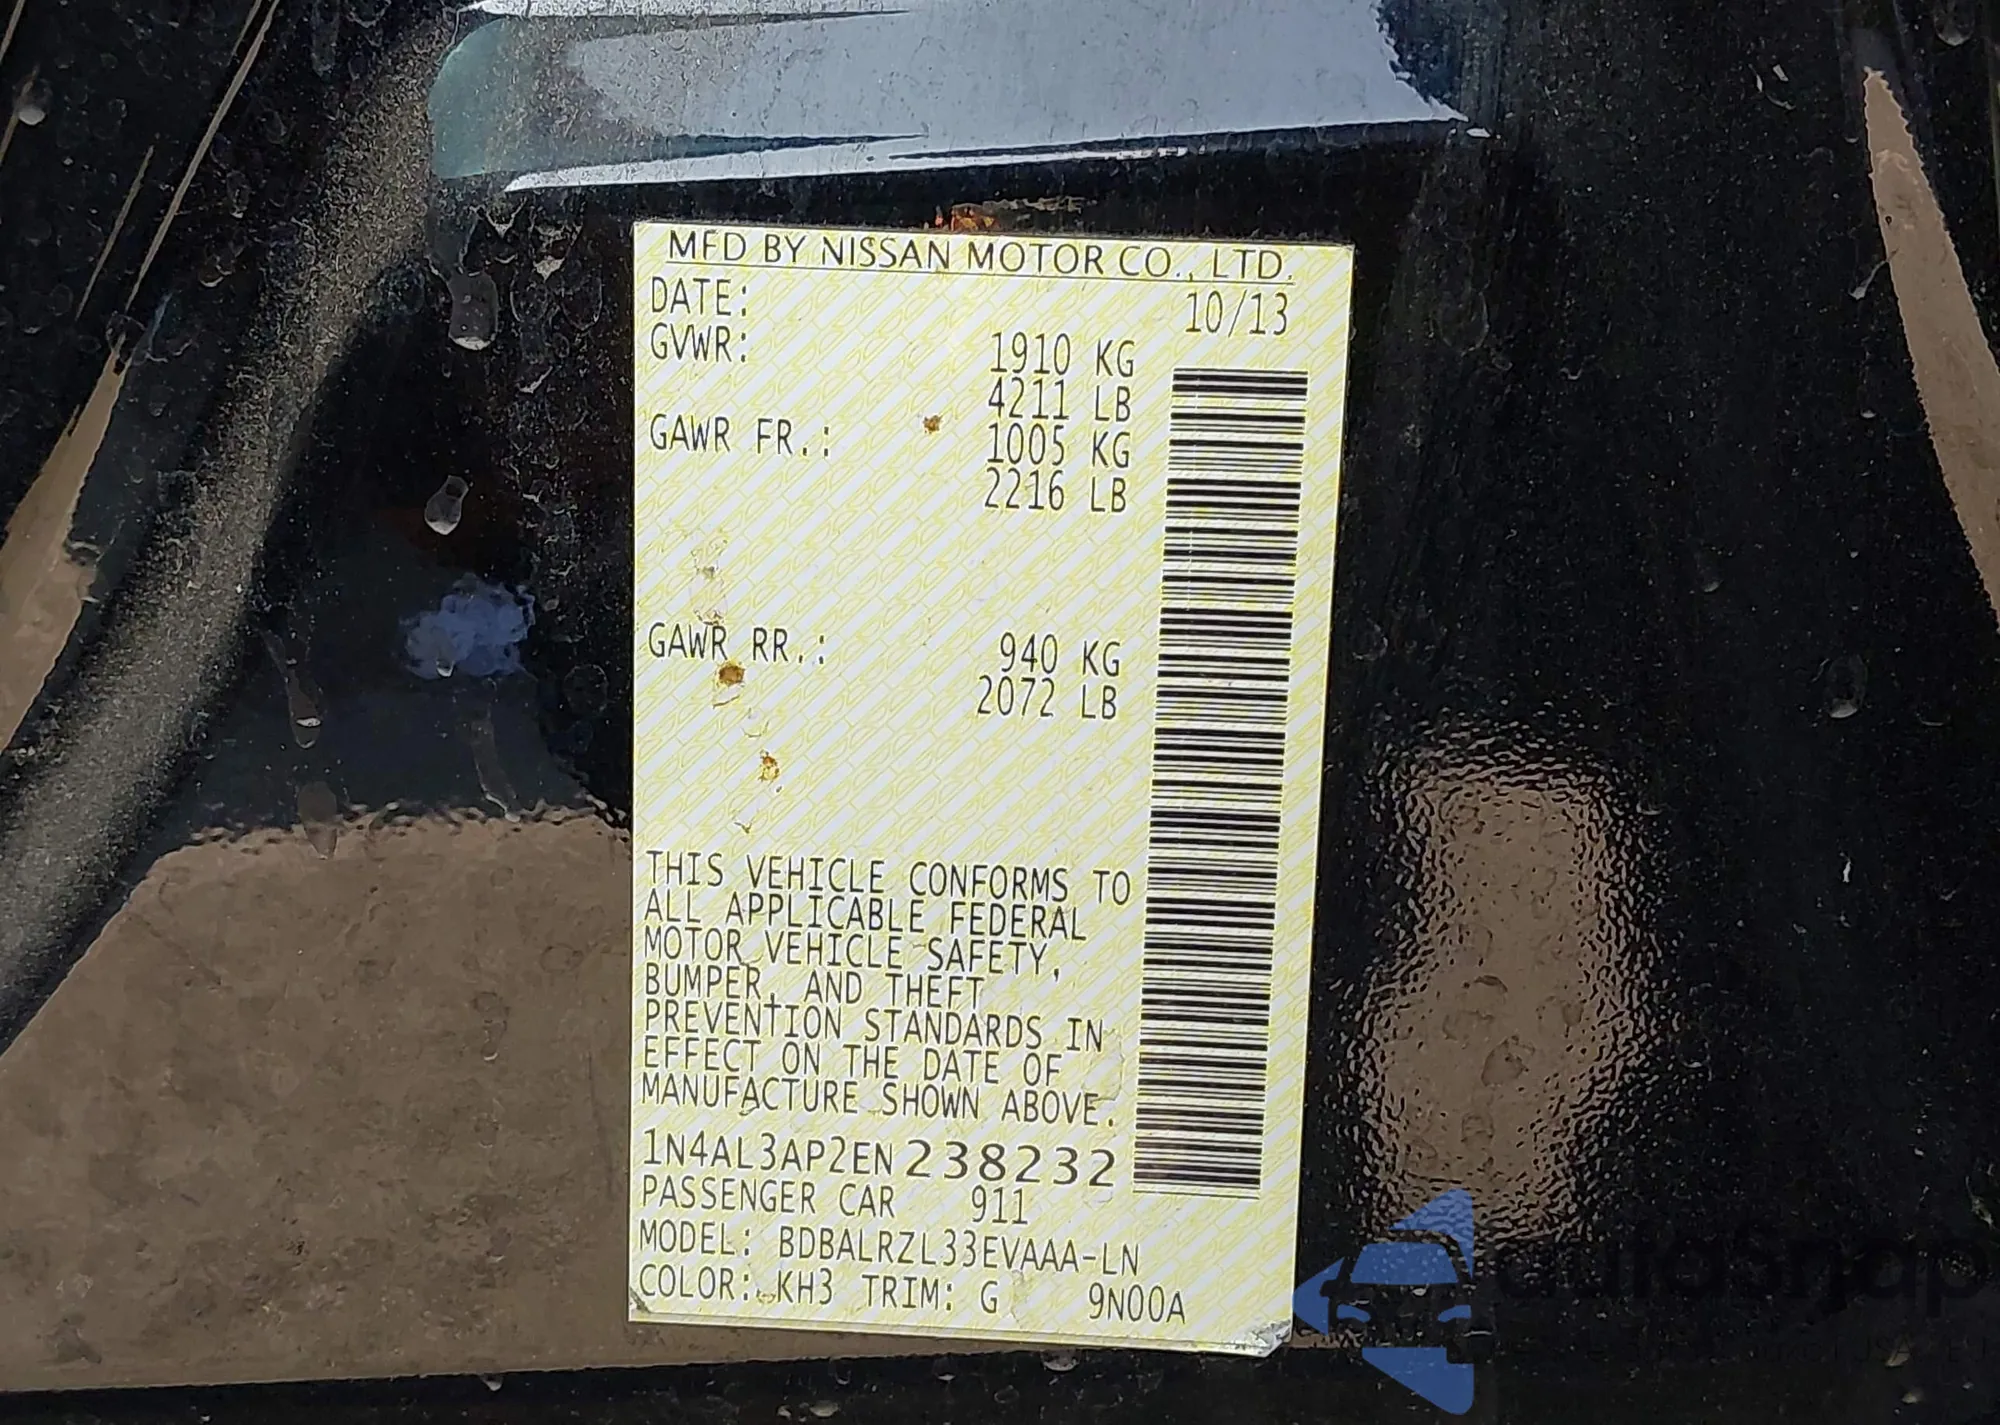 MFD BY NISSAN MOTOR CO., LTD.
DATE: 10/13
GVWR: 1910 KG
4211 LB
GAWR FR.: 1005 KG
2216 LB
GAWR RR.: 940 KG
2072 LB
THIS VEHICLE CONFORMS TO
ALL APPLICABLE FEDERAL
MOTOR VEHICLE SAFETY,
BUMPER, AND THEFT
PREVENTION STANDARDS IN
EFFECT ON THE DATE OF
MANUFACTURE SHOWN ABOVE.
1N4AL3AP2EN238232
PASSENGER CAR 911
MODEL: BDBALRZL33EVAAA-LN
COLOR: KH3 TRIM: G 9N00A
autosnap